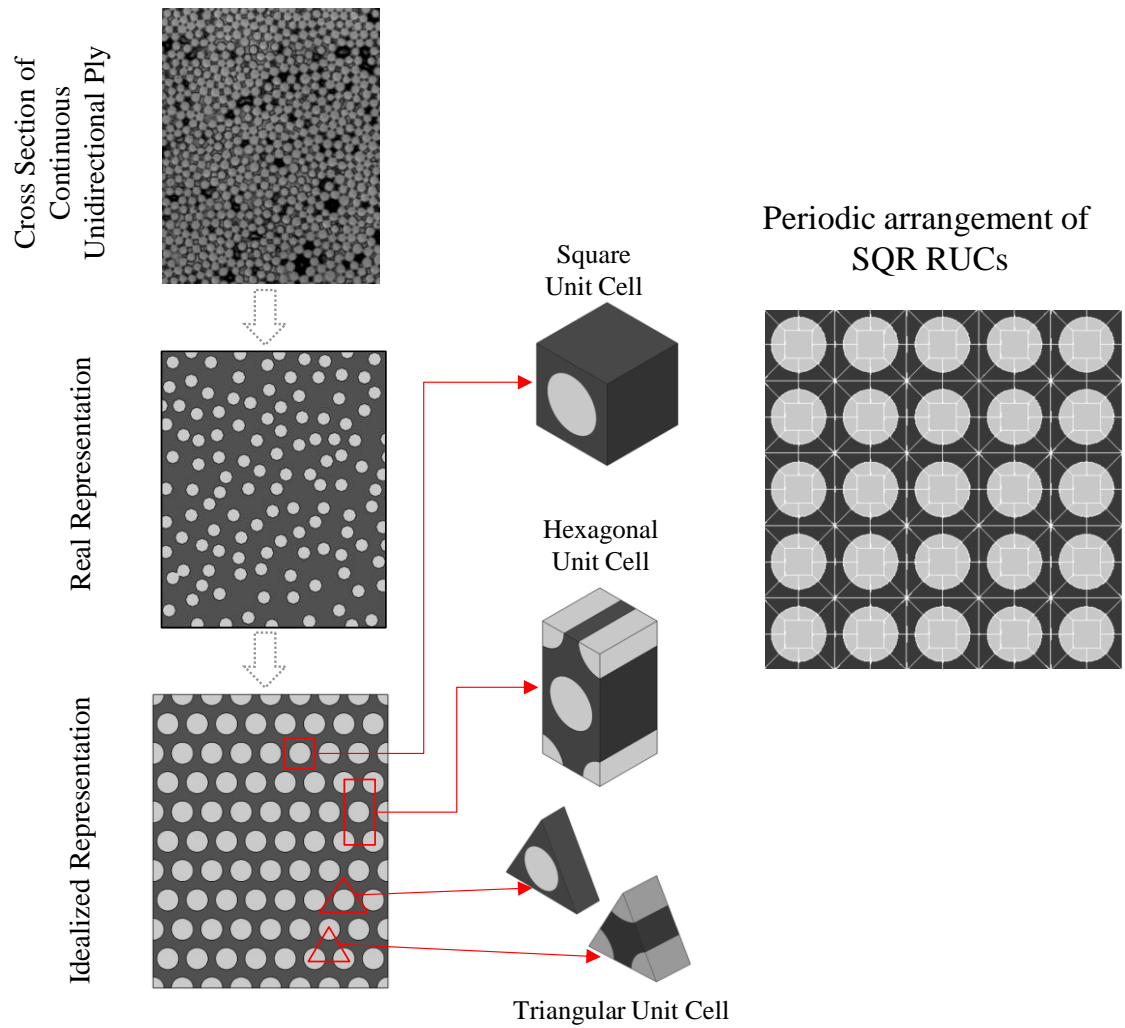 Cross Section of
Continuous
Unidirectional Ply
Real Representation
Idealized Representation
Square
Unit Cell
Hexagonal
Unit Cell
Triangular Unit Cell
Periodic arrangement of
SQR RUCs